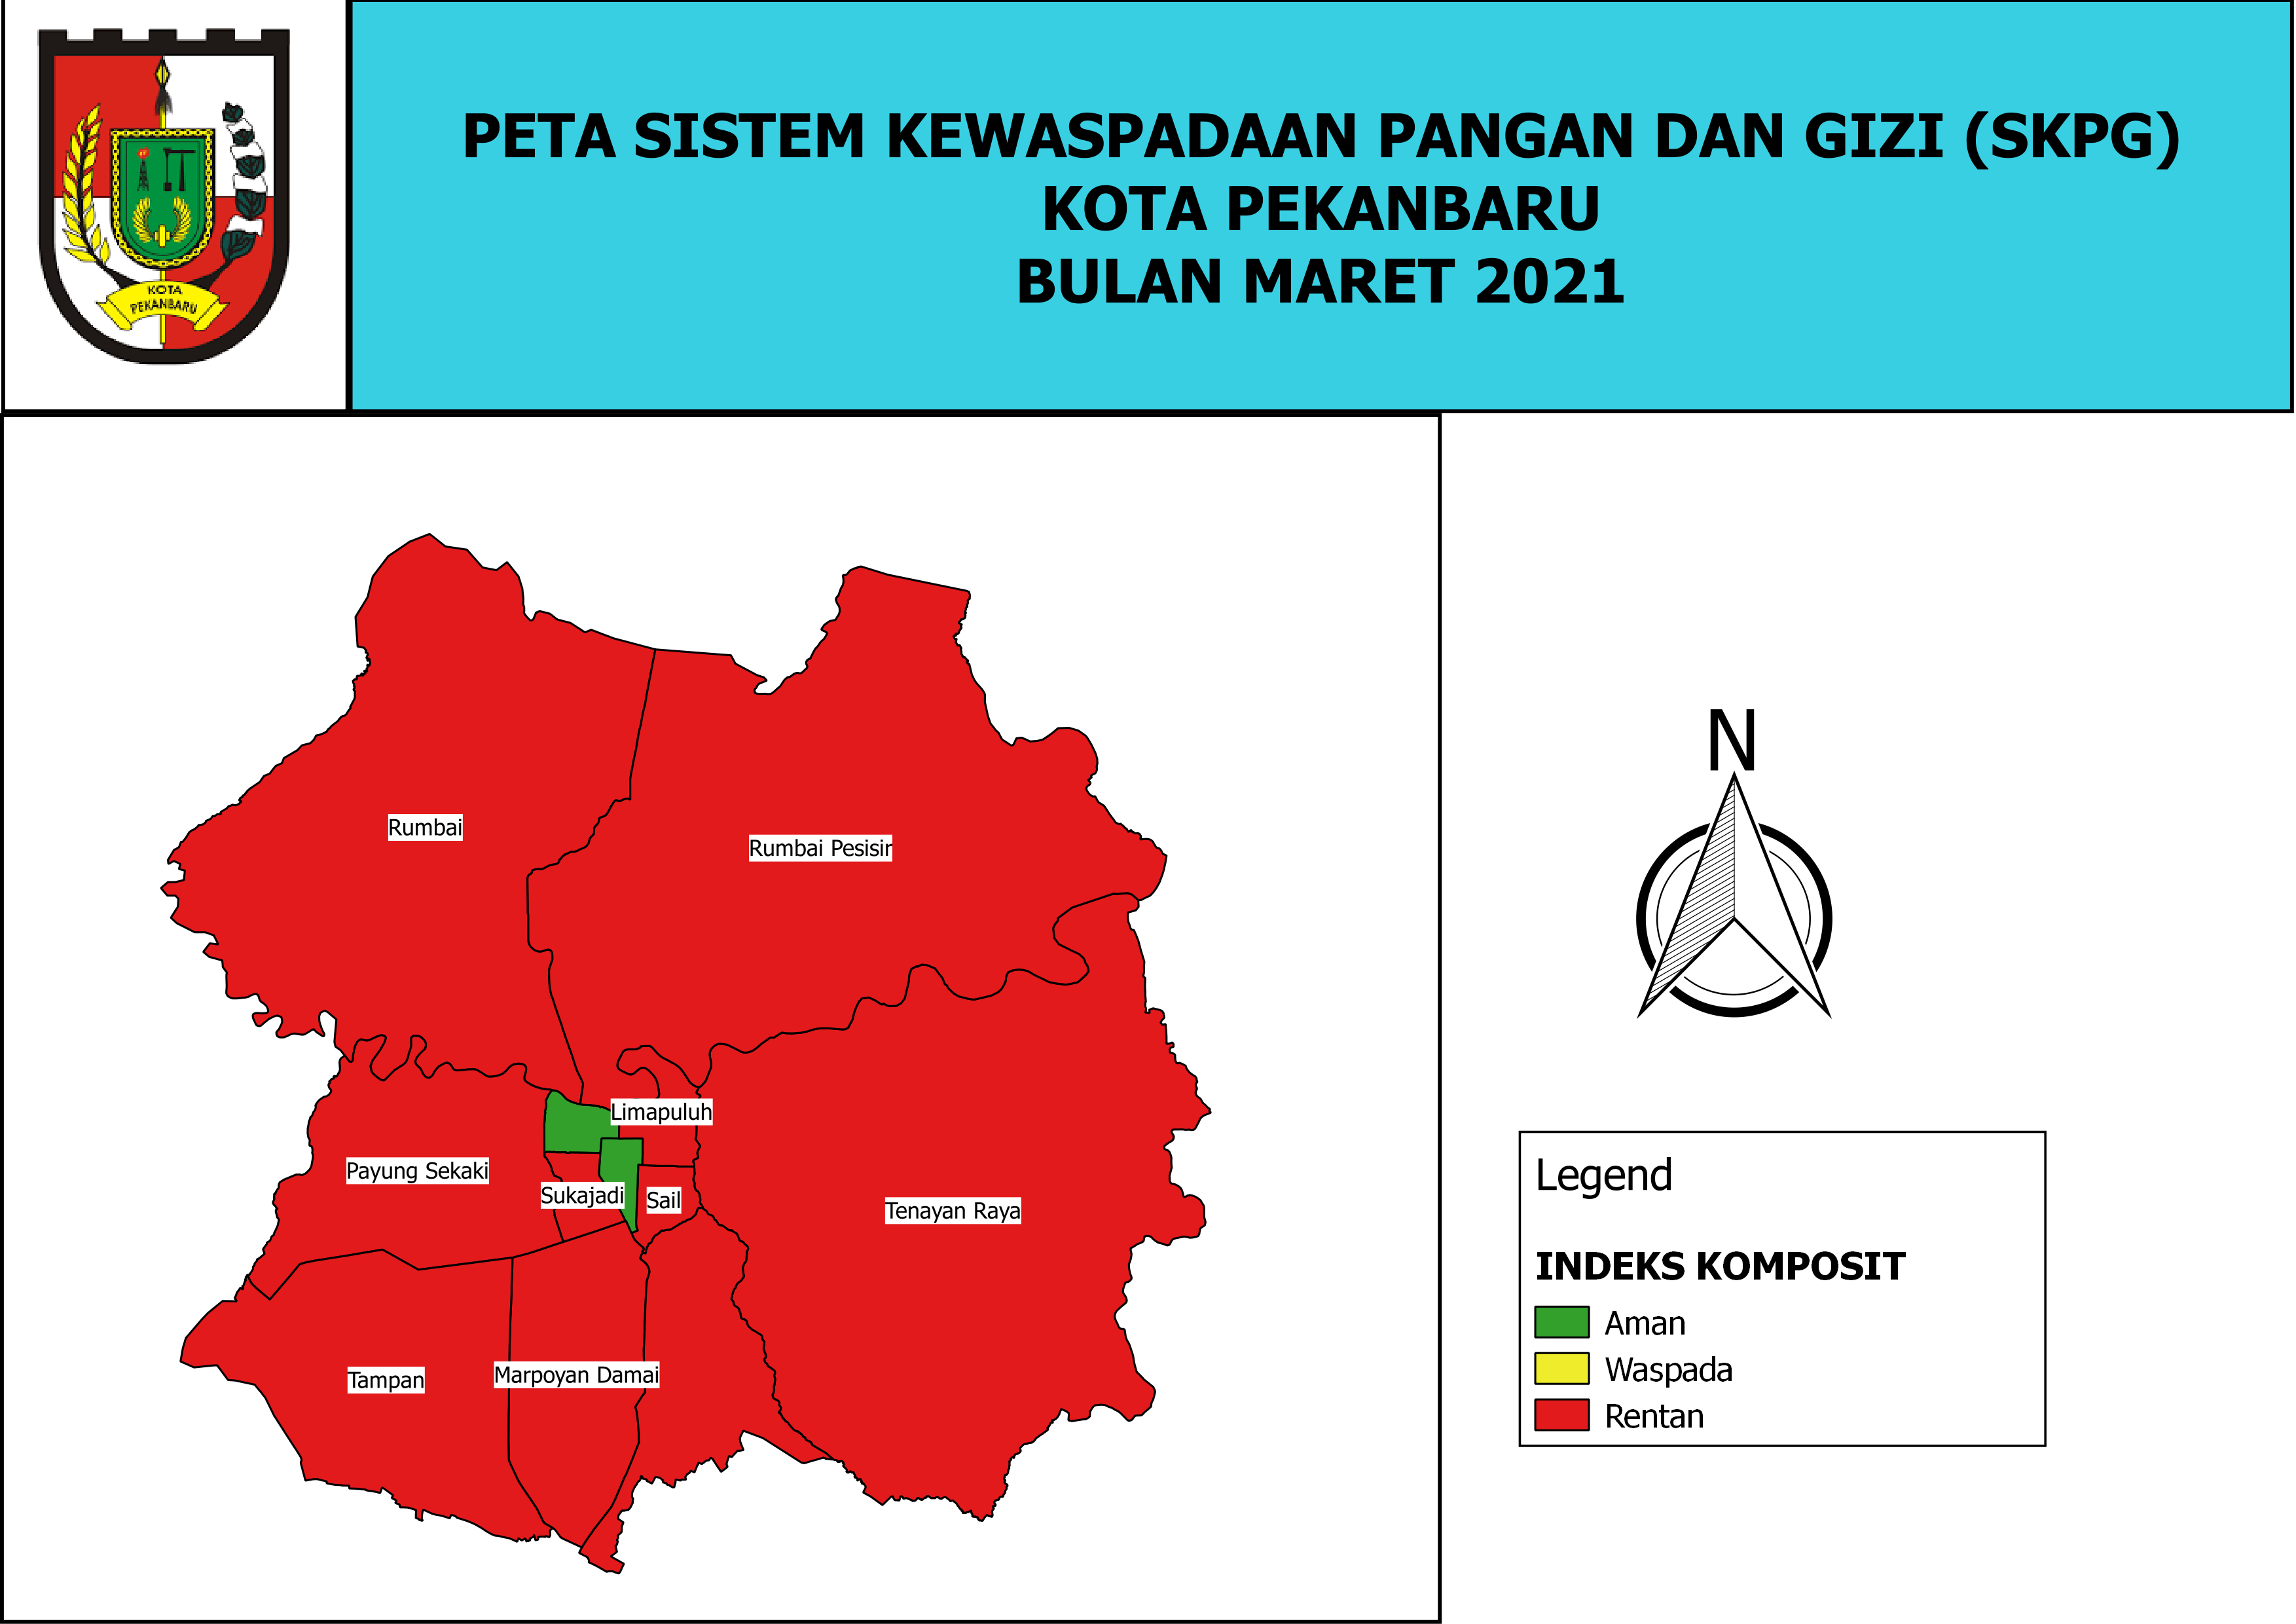 KOTA
PEKANBARU
PETA SISTEM KEWASPADAAN PANGAN DAN GIZI (SKPG)
KOTA PEKANBARU
BULAN MARET 2021
Rumbai
Rumbai Pesisir
Limapuluh
Payung Sekaki
Sukajadi
Sail
Tenayan Raya
Tampan
Marpoyan Damai
N
Legend
INDEKS KOMPOSIT
Aman
Waspada
Rentan